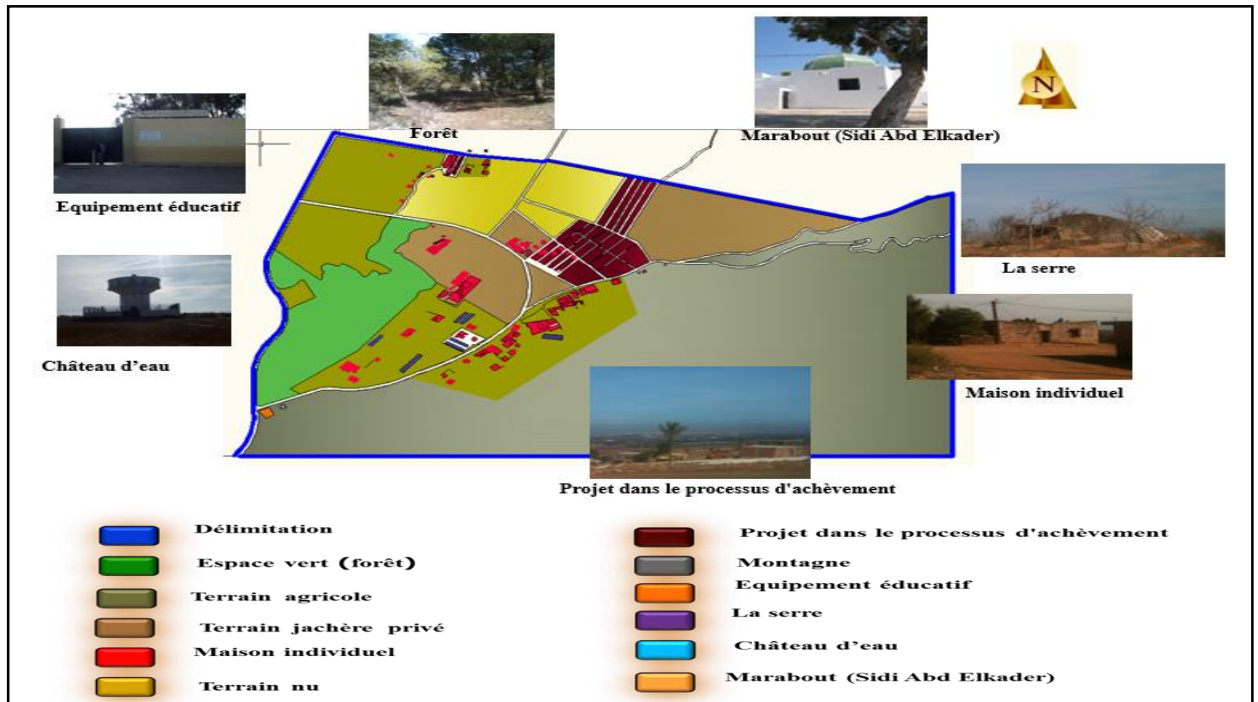 Forêt
Marabout (Sidi Abd Elkader)
N
Equipement éducatif
La serre
Château d'eau
Maison individuel
Projet dans le processus d'achèvement
Délimitation
Espace vert (forêt)
Terrain agricole
Terrain jachère privé
Maison individuel
Terrain nu
Projet dans le processus d'achèvement
Montagne
Equipement éducatif
La serre
Château d'eau
Marabout (Sidi Abd Elkader)